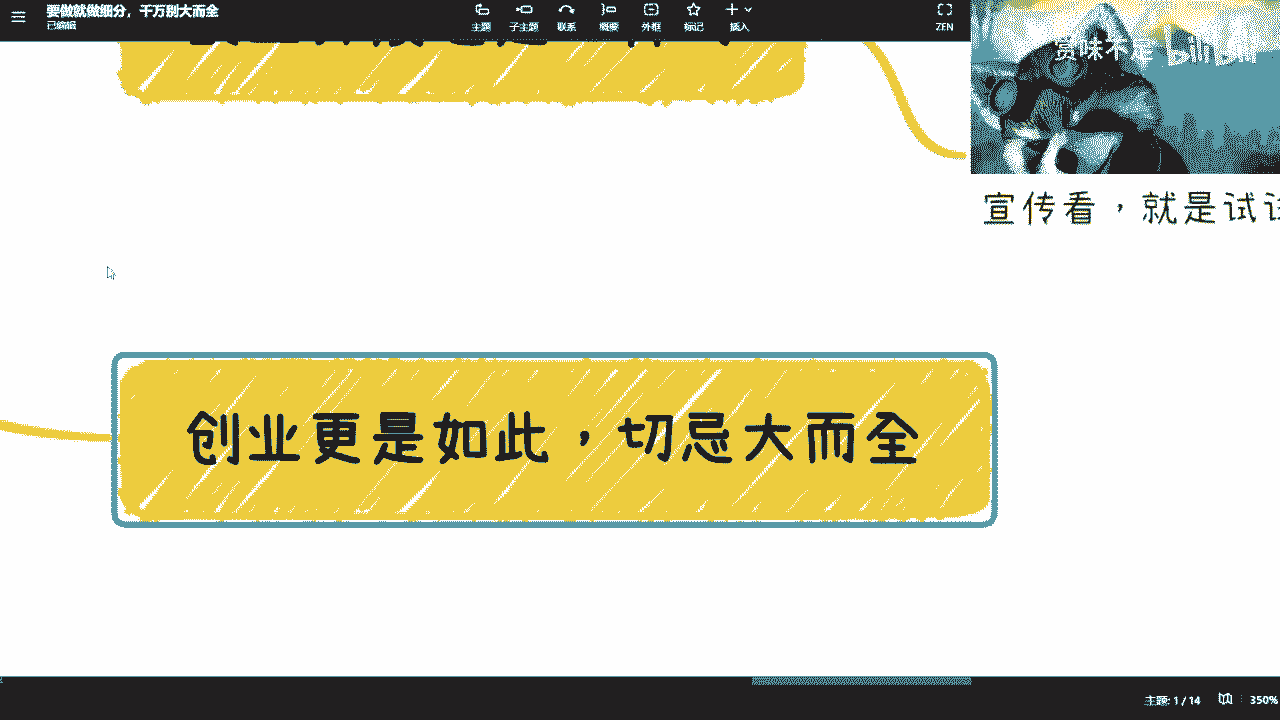 要做就做细分，千万别大而全
已编辑
主题 子主题 联系 概要 外框 标记 插入 ZEN
赏味不足 bilibili
宣传看，就是试
创业更是如此，切忌大而全
主题: 1 / 14 350%